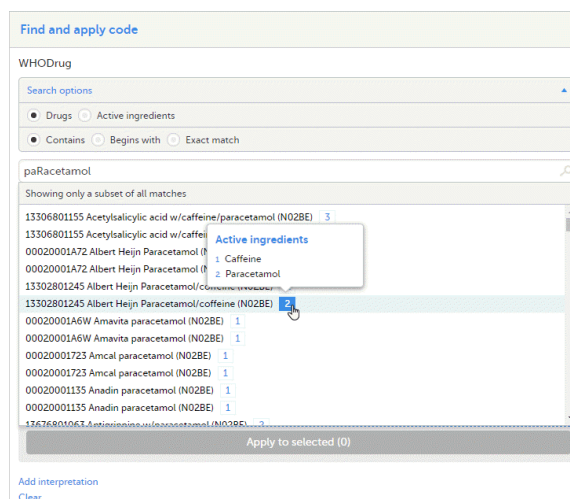 Find and apply code
WHODrug
Search options
Drugs Active ingredients
Contains Begins with Exact match
paRacetamol
Showing only a subset of all matches
13306801155 Acetylsalicylic acid w/caffeine/paracetamol (N02BE) 3
13306801155 Acetylsalicylic acid
Active ingredients
1 Caffeine
2 Paracetamol
00020001A72 Albert Heijn Paracetamol
00020001A72 Albert Heijn Paracetamol
13302801245 Albert Heijn Paracetamol/coffeine (N02BE)
13302801245 Albert Heijn Paracetamol/coffeine (N02BE) 2
00020001A6W Amavita paracetamol (N02BE) 1
00020001A6W Amavita paracetamol (N02BE) 1
00020001723 Amcal paracetamol (N02BE) 1
00020001723 Amcal paracetamol (N02BE) 1
00020001135 Anadin paracetamol (N02BE) 1
00020001135 Anadin paracetamol (N02BE) 1
Apply to selected (0)
Add interpretation
Clear